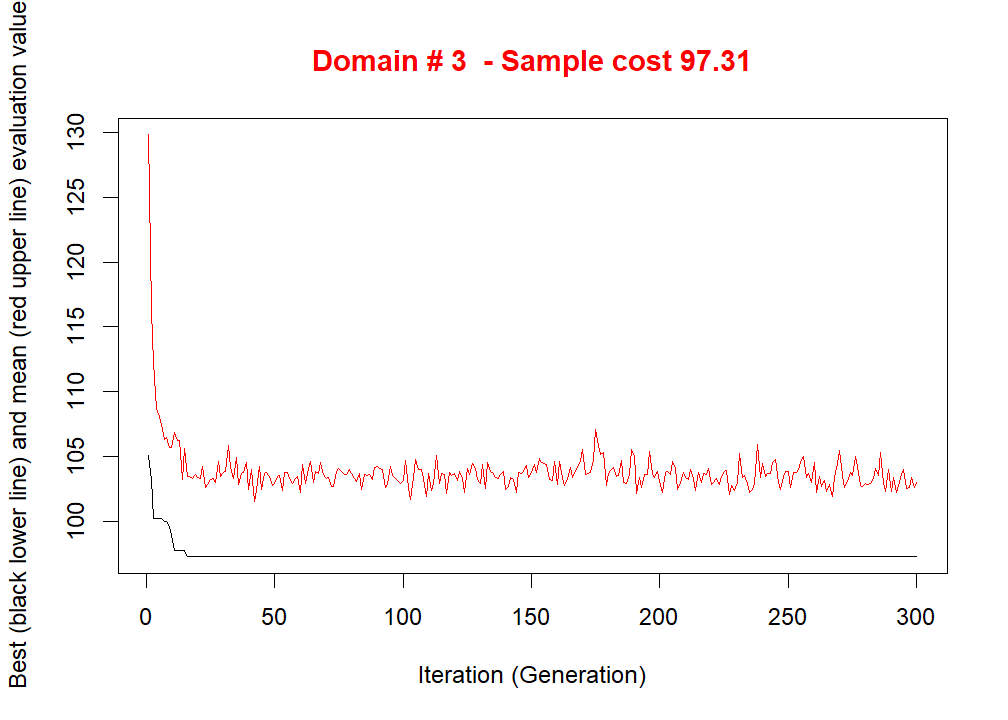 Domain # 3  - Sample cost 97.31
Best (black lower line) and mean (red upper line) evaluation value
130
125
120
115
110
105
100
0 50 100 150 200 250 300
Iteration (Generation)